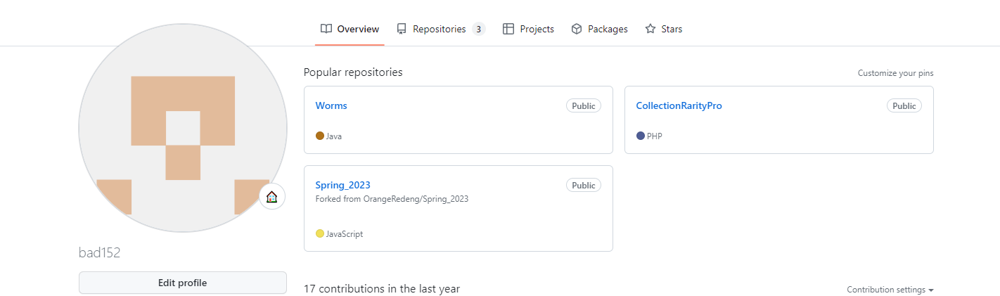 Overview Repositories 3 Projects Packages Stars
Popular repositories Customize your pins
Worms Public
Java
CollectionRarityPro Public
PHP
Spring_2023 Public
Forked from OrangeRedeng/Spring_2023
JavaScript
bad152
Edit profile
17 contributions in the last year Contribution settings